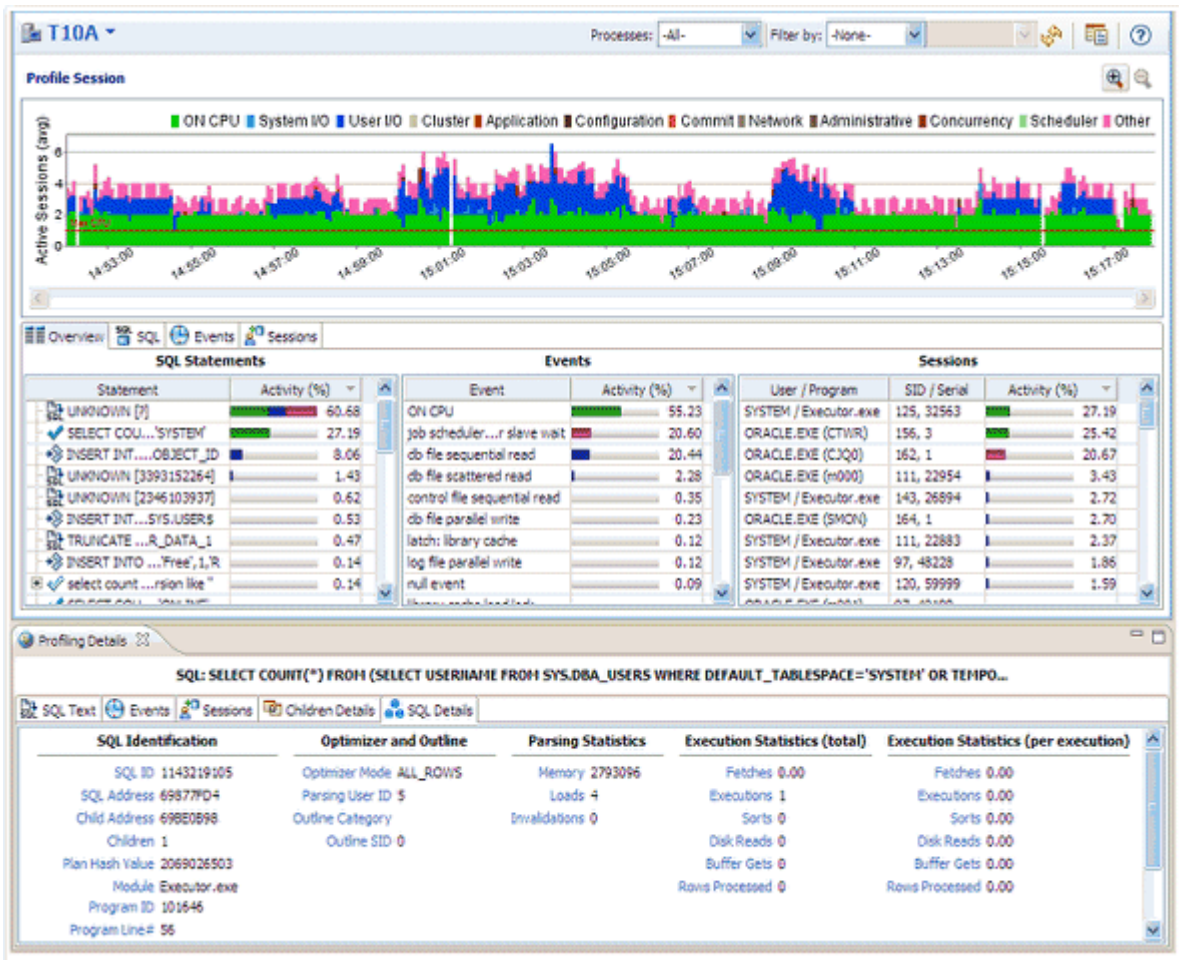 T10A
Processes: -All- Filter by: -None-
Profile Session
ON CPU System I/O User I/O Cluster Application Configuration Commit Network Administrative Concurrency Scheduler Other
Active Sessions (avg)
6
4
2
0
14:53:00 14:55:00 14:57:00 14:59:00 15:01:00 15:03:00 15:05:00 15:07:00 15:09:00 15:11:00 15:13:00 15:15:00 15:17:00
Overview SQL Events Sessions
SQL Statements Events Sessions
Statement Activity (%) Event Activity (%) User / Program SID / Serial Activity (%)
UNKNOWN [?] 60.68 ON CPU 55.23 SYSTEM / Executor.exe 125, 32563 27.19
SELECT COU...'SYSTEM' 27.19 job scheduler...r slave wait 20.60 ORACLE.EXE (CTWR) 156, 3 25.42
INSERT INT....OBJECT_ID 8.06 db file sequential read 20.44 ORACLE.EXE (CJQ0) 162, 1 20.67
UNKNOWN [3393152264] 1.43 db file scattered read 2.28 ORACLE.EXE (m000) 111, 22954 3.43
UNKNOWN [2346103937] 0.62 control file sequential read 0.35 SYSTEM / Executor.exe 143, 26894 2.72
INSERT INT...SYS.USER$ 0.53 db file parallel write 0.23 ORACLE.EXE (SMON) 164, 1 2.70
TRUNCATE ...R_DATA_1 0.47 latch: library cache 0.12 SYSTEM / Executor.exe 111, 22883 2.37
INSERT INTO ...'Free',1,'R 0.14 log file parallel write 0.12 SYSTEM / Executor.exe 97, 48228 1.86
select count ...rsion like " 0.14 null event 0.09 SYSTEM / Executor.exe 120, 59999 1.59
Profiling Details
SQL: SELECT COUNT(*) FROM (SELECT USERNAME FROM SYS.DBA_USERS WHERE DEFAULT_TABLESPACE='SYSTEM' OR TEMPO...
SQL Text Events Sessions Children Details SQL Details
SQL Identification Optimizer and Outline Parsing Statistics Execution Statistics (total) Execution Statistics (per execution)
SQL ID 1143219105 Optimizer Mode ALL_ROWS Memory 2793096 Fetches 0.00 Fetches 0.00
SQL Address 69877FD4 Parsing User ID 5 Loads 4 Executions 1 Executions 0.00
Child Address 69BE0B98 Outline Category Invalidations 0 Sorts 0 Sorts 0.00
Children 1 Outline SID 0 Disk Reads 0 Disk Reads 0.00
Plan Hash Value 2069026503 Buffer Gets 0 Buffer Gets 0.00
Module Executor.exe Rows Processed 0 Rows Processed 0.00
Program ID 101646
Program Line# 56